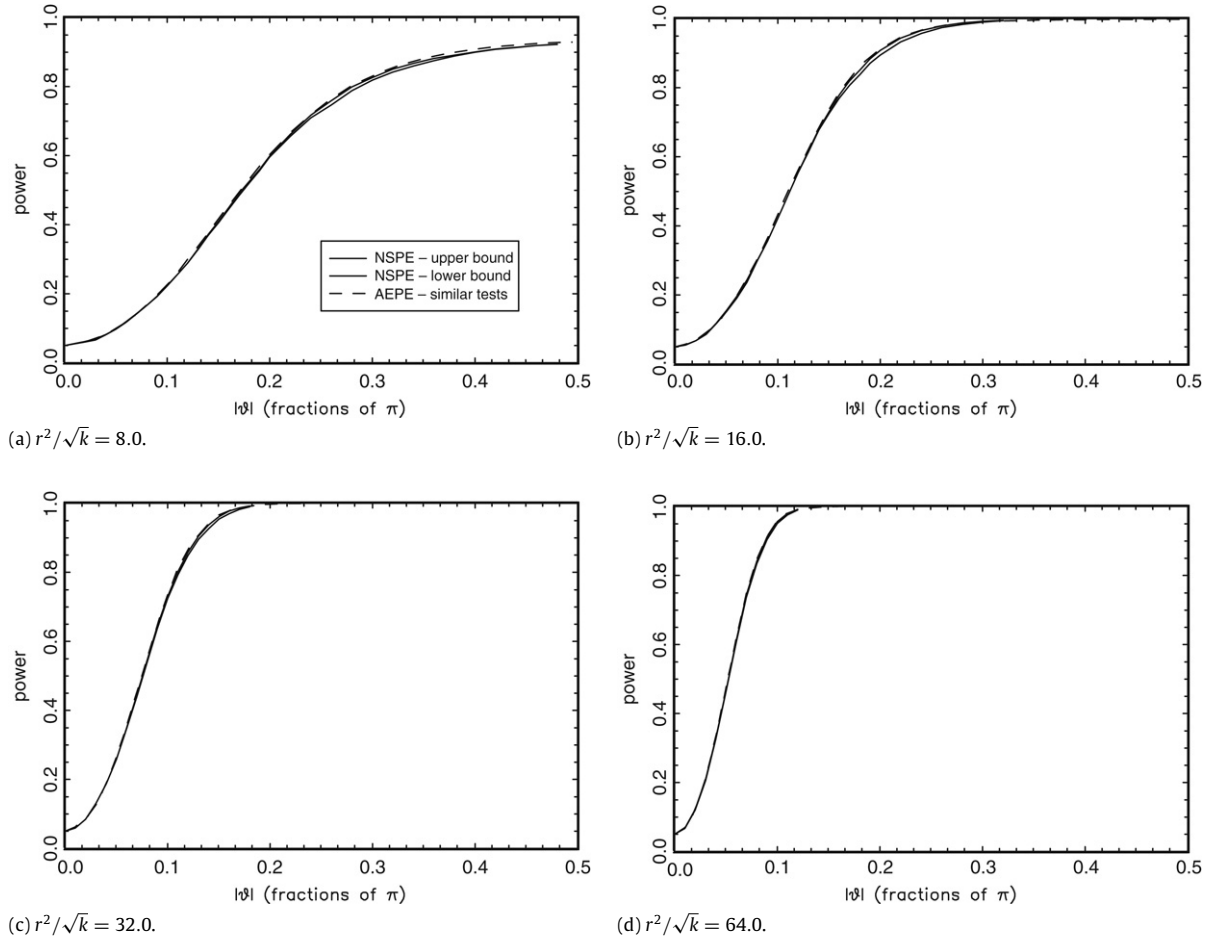 1.0
0.8
0.6
0.4
0.2
0.0
power
NSPE – upper bound
NSPE – lower bound
AEPE – similar tests
0.0 0.1 0.2 0.3 0.4 0.5
|ϑ| (fractions of π)
(a) r²/√k = 8.0.
1.0
0.8
0.6
0.4
0.2
0.0
power
0.0 0.1 0.2 0.3 0.4 0.5
|ϑ| (fractions of π)
(b) r²/√k = 16.0.
1.0
0.8
0.6
0.4
0.2
0.0
power
0.0 0.1 0.2 0.3 0.4 0.5
|ϑ| (fractions of π)
(c) r²/√k = 32.0.
1.0
0.8
0.6
0.4
0.2
0.0
power
0.0 0.1 0.2 0.3 0.4 0.5
|ϑ| (fractions of π)
(d) r²/√k = 64.0.